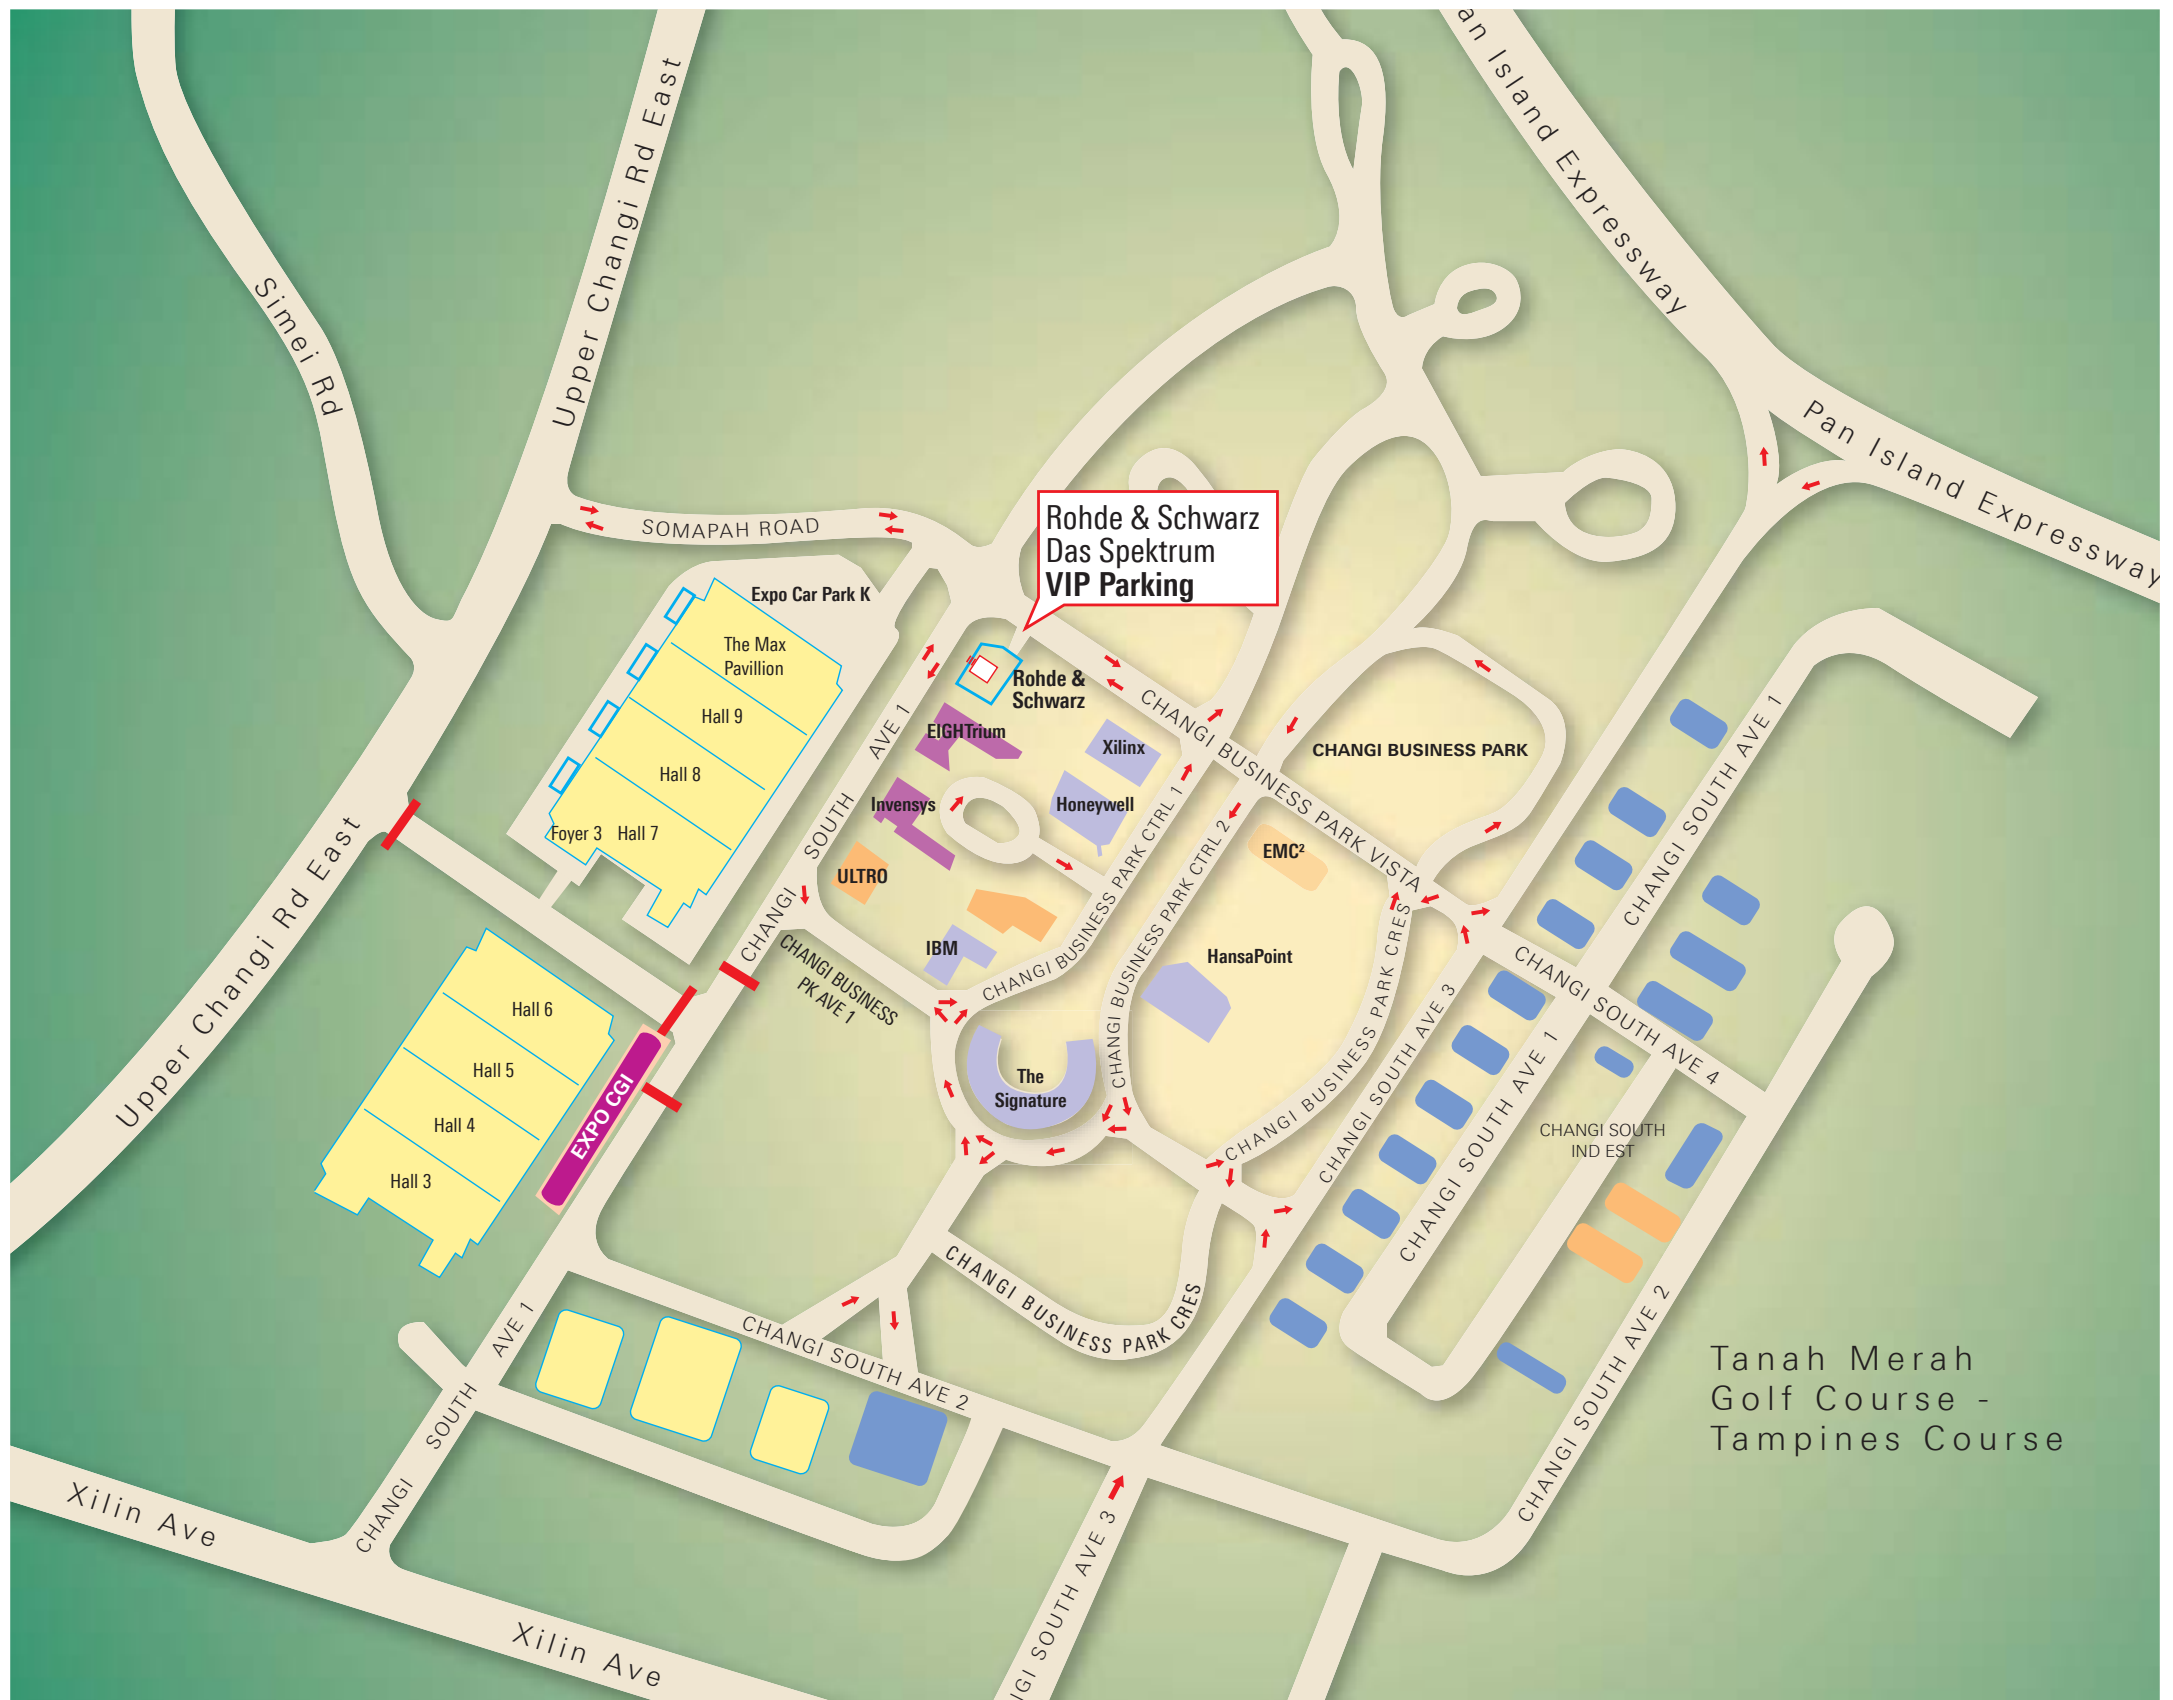 an Island Expressway
Upper Changi Rd East
Simei Rd
Pan Island Expressway
SOMAPAH ROAD
Rohde & Schwarz
Das Spektrum
VIP Parking
Expo Car Park K
The Max
Pavillion
Hall 9
Hall 8
Foyer 3
Hall 7
Rohde &
Schwarz
EIGHTrium
Xilinx
Invensys
Honeywell
ULTRO
IBM
EMC²
HansaPoint
The
Signature
CHANGI BUSINESS PARK
CHANGI BUSINESS PARK VISTA
CHANGI SOUTH AVE 1
CHANGI BUSINESS PARK CTRL 1
CHANGI BUSINESS PARK CTRL 2
CHANGI BUSINESS
PK AVE 1
CHANGI BUSINESS PARK CRES
CHANGI SOUTH AVE 3
CHANGI SOUTH AVE 1
CHANGI SOUTH AVE 4
CHANGI SOUTH AVE 1
Upper Changi Rd East
Hall 6
Hall 5
Hall 4
Hall 3
EXPO CGI
CHANGI SOUTH
IND EST
CHANGI BUSINESS PARK CRES
CHANGI SOUTH AVE 2
CHANGI SOUTH AVE 1
CHANGI SOUTH AVE 2
Tanah Merah
Golf Course -
Tampines Course
Xilin Ave
Xilin Ave
NGI SOUTH AVE 3